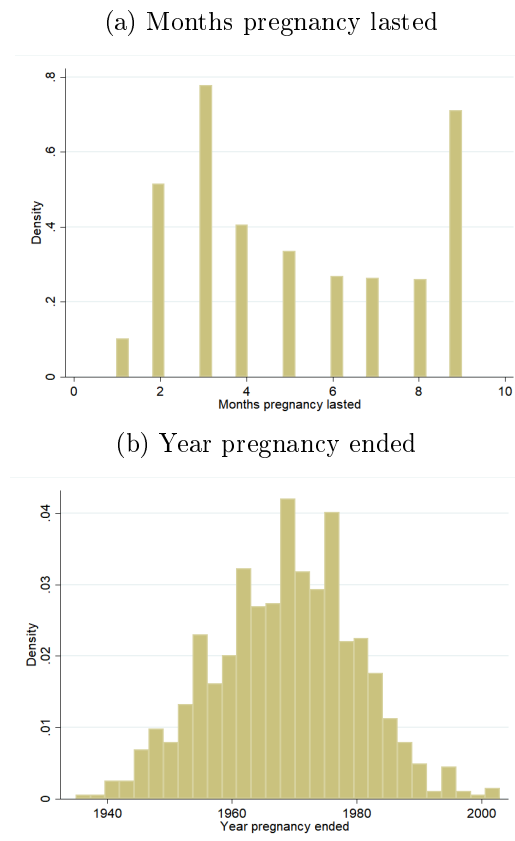 (a) Months pregnancy lasted
.8
.6
.4
.2
0
Density
0 2 4 6 8 10
Months pregnancy lasted
(b) Year pregnancy ended
.04
.03
.02
.01
0
Density
1940 1960 1980 2000
Year pregnancy ended